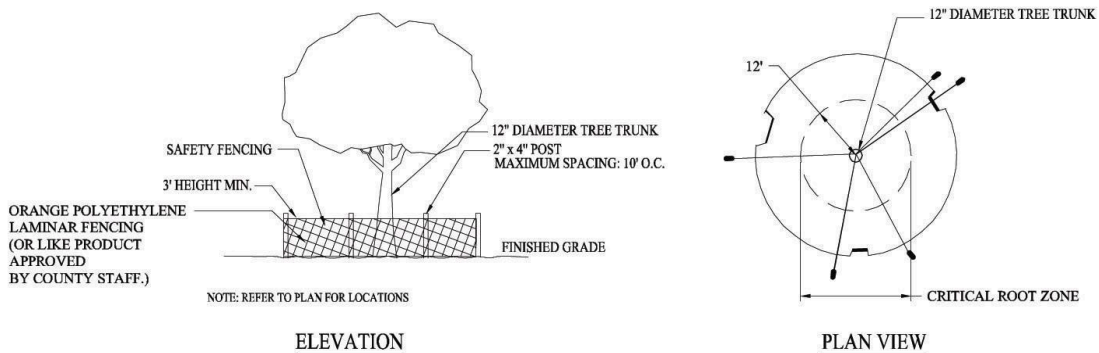 SAFETY FENCING
3' HEIGHT MIN.
ORANGE POLYETHYLENE
LAMINAR FENCING
(OR LIKE PRODUCT
APPROVED
BY COUNTY STAFF.)
12" DIAMETER TREE TRUNK
2" x 4" POST
MAXIMUM SPACING: 10' O.C.
FINISHED GRADE
NOTE: REFER TO PLAN FOR LOCATIONS
ELEVATION
12" DIAMETER TREE TRUNK
12'
CRITICAL ROOT ZONE
PLAN VIEW